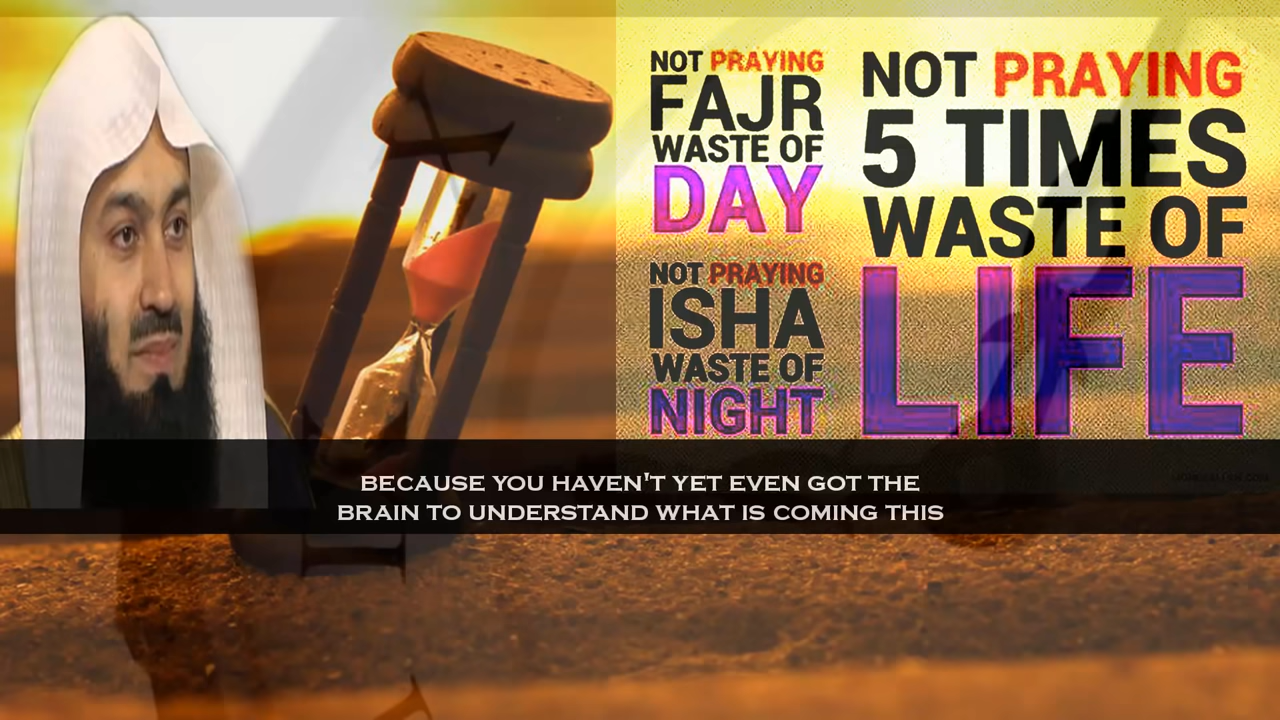 NOT PRAYING
FAJR
WASTE OF
DAY
NOT PRAYING
ISHA
WASTE OF
NIGHT
NOT PRAYING
5 TIMES
WASTE OF
LIFE
BECAUSE YOU HAVEN'T YET EVEN GOT THE
BRAIN TO UNDERSTAND WHAT IS COMING THIS